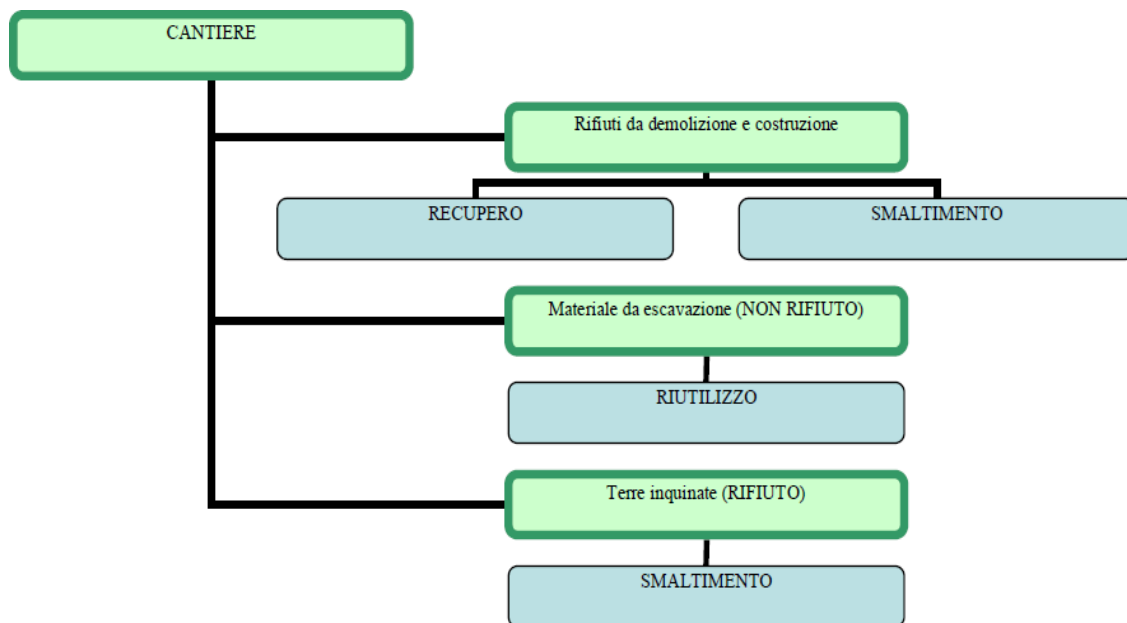 CANTIERE
Rifiuti da demolizione e costruzione
RECUPERO
SMALTIMENTO
Materiale da escavazione (NON RIFIUTO)
RIUTILIZZO
Terre inquinate (RIFIUTO)
SMALTIMENTO